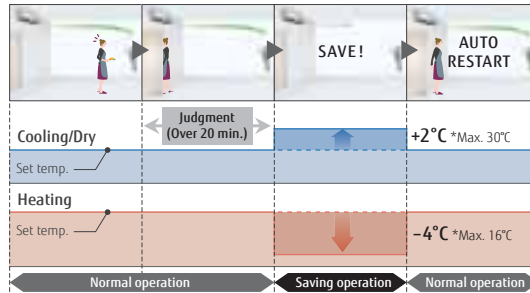 SAVE!
AUTO
RESTART
Judgment
(Over 20 min.)
Cooling/Dry
+2°C *Max. 30°C
Set temp.
Heating
Set temp.
−4°C *Max. 16°C
Normal operation
Saving operation
Normal operation